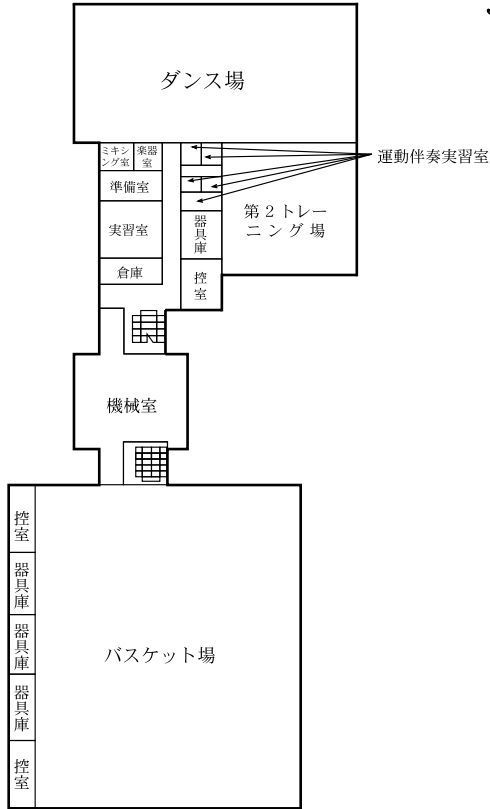 ダンス場
ミキシ
ング室
楽器
室
運動伴奏実習室
準備室
第2トレー
ニング場
実習室
器具庫
倉庫
控室
機械室
控室
器具庫
器具庫
バスケット場
器具庫
控室